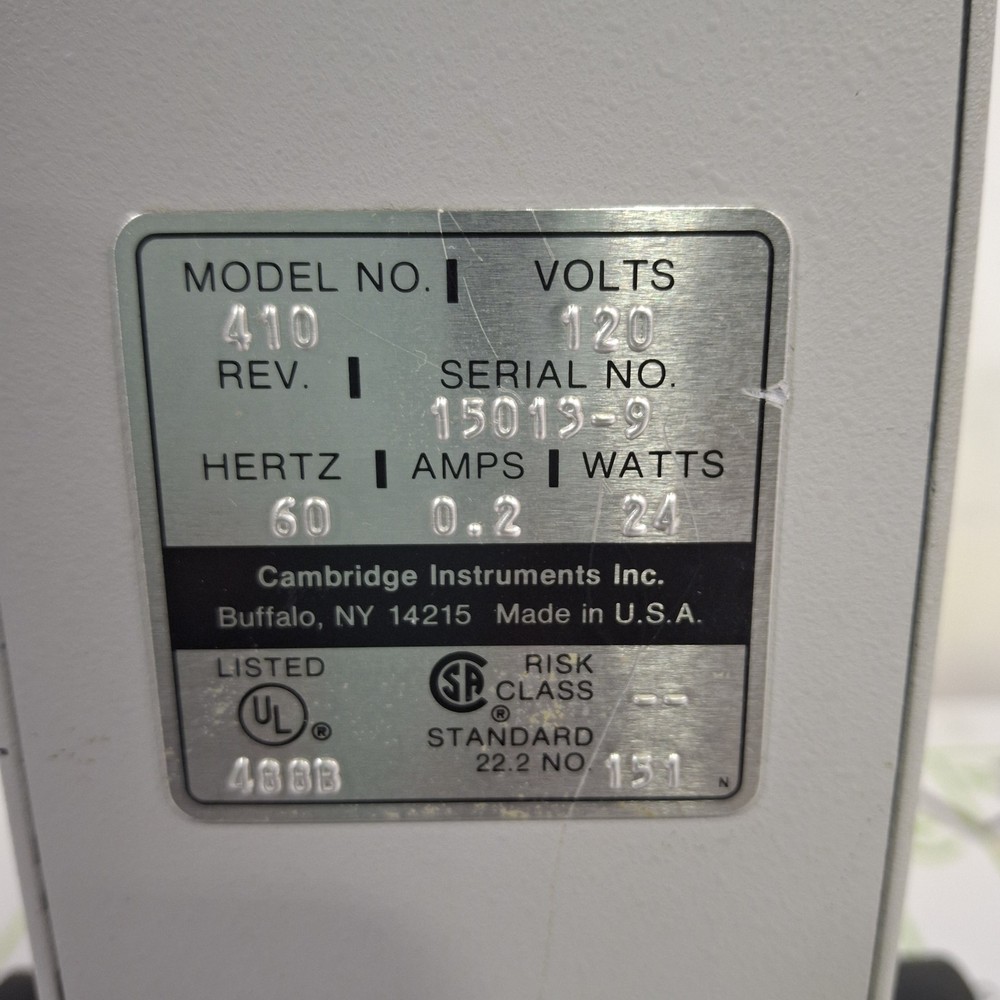 MODEL NO. | VOLTS
410 120
REV. | SERIAL NO.
15013-9
HERTZ | AMPS | WATTS
60 0.2 24
Cambridge Instruments Inc.
Buffalo, NY 14215 Made in U.S.A.
LISTED
UL ®
SA ® RISK
CLASS --
STANDARD
22.2 NO. 151
N